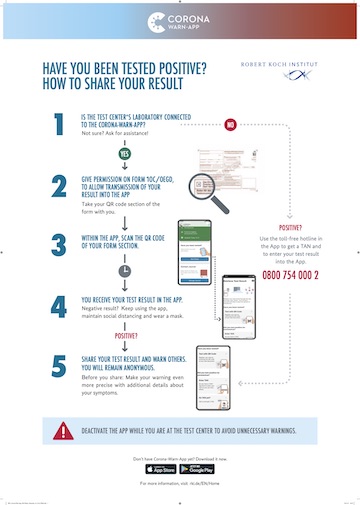 CORONA
WARN-APP
HAVE YOU BEEN TESTED POSITIVE?
HOW TO SHARE YOUR RESULT
ROBERT KOCH INSTITUT
1
IS THE TEST CENTER'S LABORATORY CONNECTED
TO THE CORONA-WARN-APP?
Not sure? Ask for assistance!
NO
YES
2
GIVE PERMISSION ON FORM 10C/OEGD,
TO ALLOW TRANSMISSION OF YOUR
RESULT INTO THE APP
Take your QR code section of the
form with you.
3
WITHIN THE APP, SCAN THE QR CODE
OF YOUR FORM SECTION.
POSITIVE?
Use the toll-free hotline in
the App to get a TAN and
to enter your test result
into the App.
0800 754 000 2
4
YOU RECEIVE YOUR TEST RESULT IN THE APP.
Negative result? Keep using the app,
maintain social distancing and wear a mask.
POSITIVE?
5
SHARE YOUR TEST RESULT AND WARN OTHERS.
YOU WILL REMAIN ANONYMOUS.
Before you share: Make your warning even
more precise with additional details about
your symptoms.
DEACTIVATE THE APP WHILE YOU ARE AT THE TEST CENTER TO AVOID UNNECESSARY WARNINGS.
Don't have Corona-Warn-App yet? Download it now.
App Store
Google Play
For more information, visit: rki.de/EN/Home